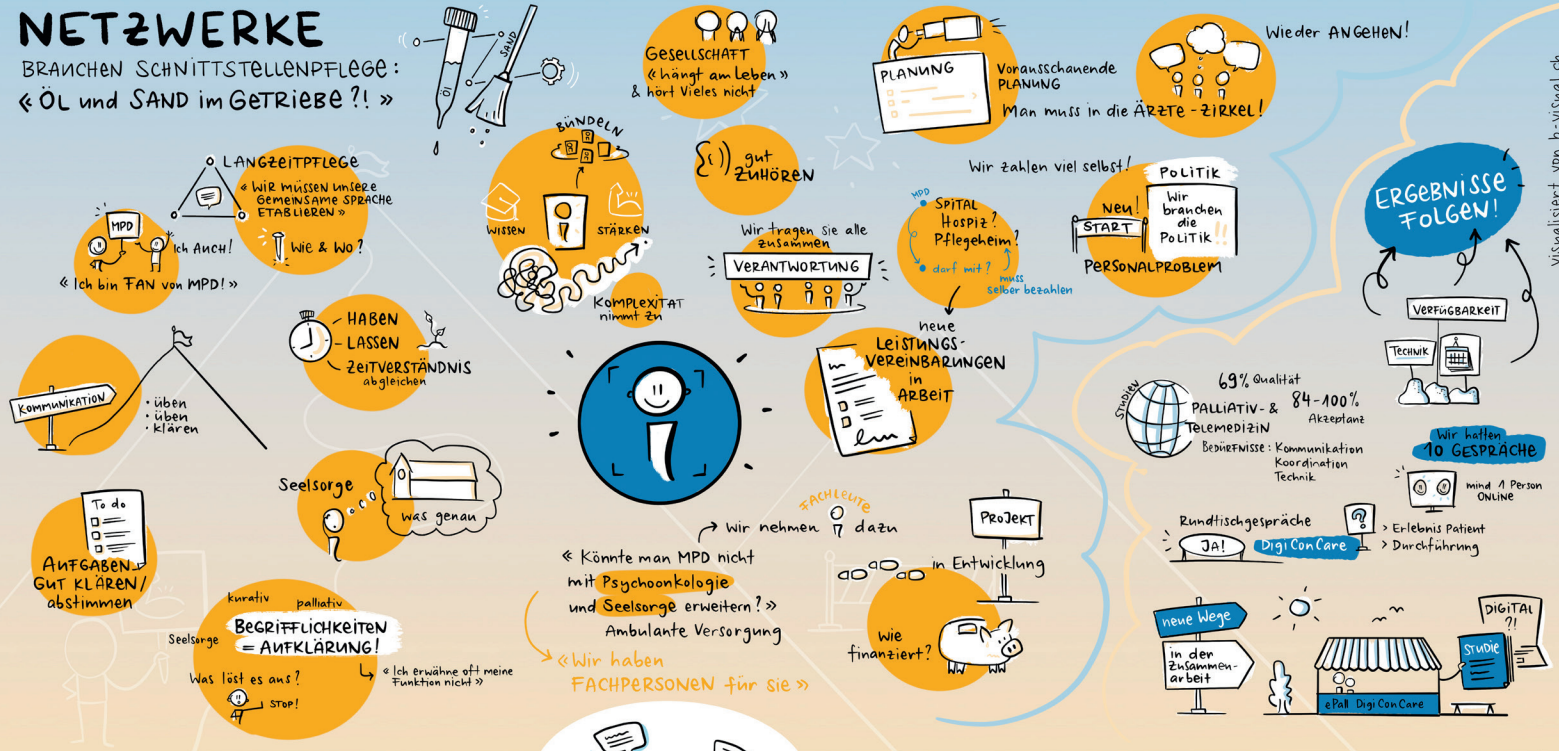 NETZWERKE
BRAUCHEN SCHNITTSTELLENPFLEGE:
« ÖL und SAND im GETRIEBE?! »
ÖL
SAND
GESELLSCHAFT
« hängt am Leben »
& hört Vieles nicht
PLANUNG
Vorausschauende
PLANUNG
Wieder ANGEHEN!
Man muss in die ÄRZTE-ZIRKEL!
visualisiert von b-visual.ch
LANGZEITPFLEGE
« WIR MÜSSEN UNSERE
GEMEINSAME SPRACHE
ETABLIEREN »
Wie & Wo?
MPD
Ich AUCH!
« Ich bin FAN von MPD! »
BÜNDELN
WISSEN
STÄRKEN
KOMPLEXITÄT
nimmt zu
gut
ZUHÖREN
Wir tragen Sie alle
zusammen
VERANTWORTUNG
MPD
SPITAL
Hospiz?
Pflegeheim?
darf mit?
muss
selber bezahlen
Wir zahlen viel selbst!
POLITIK
Wir
brauchen
die
POLITIK
!!
NEU!
START
PERSONALPROBLEM
ERGEBNISSE
FOLGEN!
VERFÜGBARKEIT
TECHNIK
HABEN
LASSEN
ZEITVERSTÄNDNIS
abgleichen
KOMMUNIKATION
· üben
· üben
· klären
neue
LEISTUNGS-
VEREINBARUNGEN
in
ARBEIT
STUDIEN
69% Qualität
PALLIATIV- &
TELEMEDIZIN
84-100%
Akzeptanz
BEDÜRFNISSE: Kommunikation
Koordination
Technik
Wir hatten
10 GESPRÄCHE
mind 1 Person
ONLINE
Rundtischgespräche
JA!
DigiConCare
?
> Erlebnis Patient
> Durchführung
Seelsorge
was genau
To do
AUFGABEN
GUT KLÄREN/
abstimmen
FACHLEUTE
wir nehmen
dazu
« Könnte man MPD nicht
mit Psychoonkologie
und Seelsorge erweitern? »
Ambulante Versorgung
« Wir haben
FACHPERSONEN für sie »
PROJEKT
in Entwicklung
wie
finanziert?
kurativ
palliativ
Seelsorge
BEGRIFFLICHKEITEN
= AUFKLÄRUNG!
Was löst es aus?
STOP!
« Ich erwähne oft meine
Funktion nicht »
neue Wege
in der
Zusammen-
arbeit
DIGITAL
?!
STUDIE
ePall DigiConCare